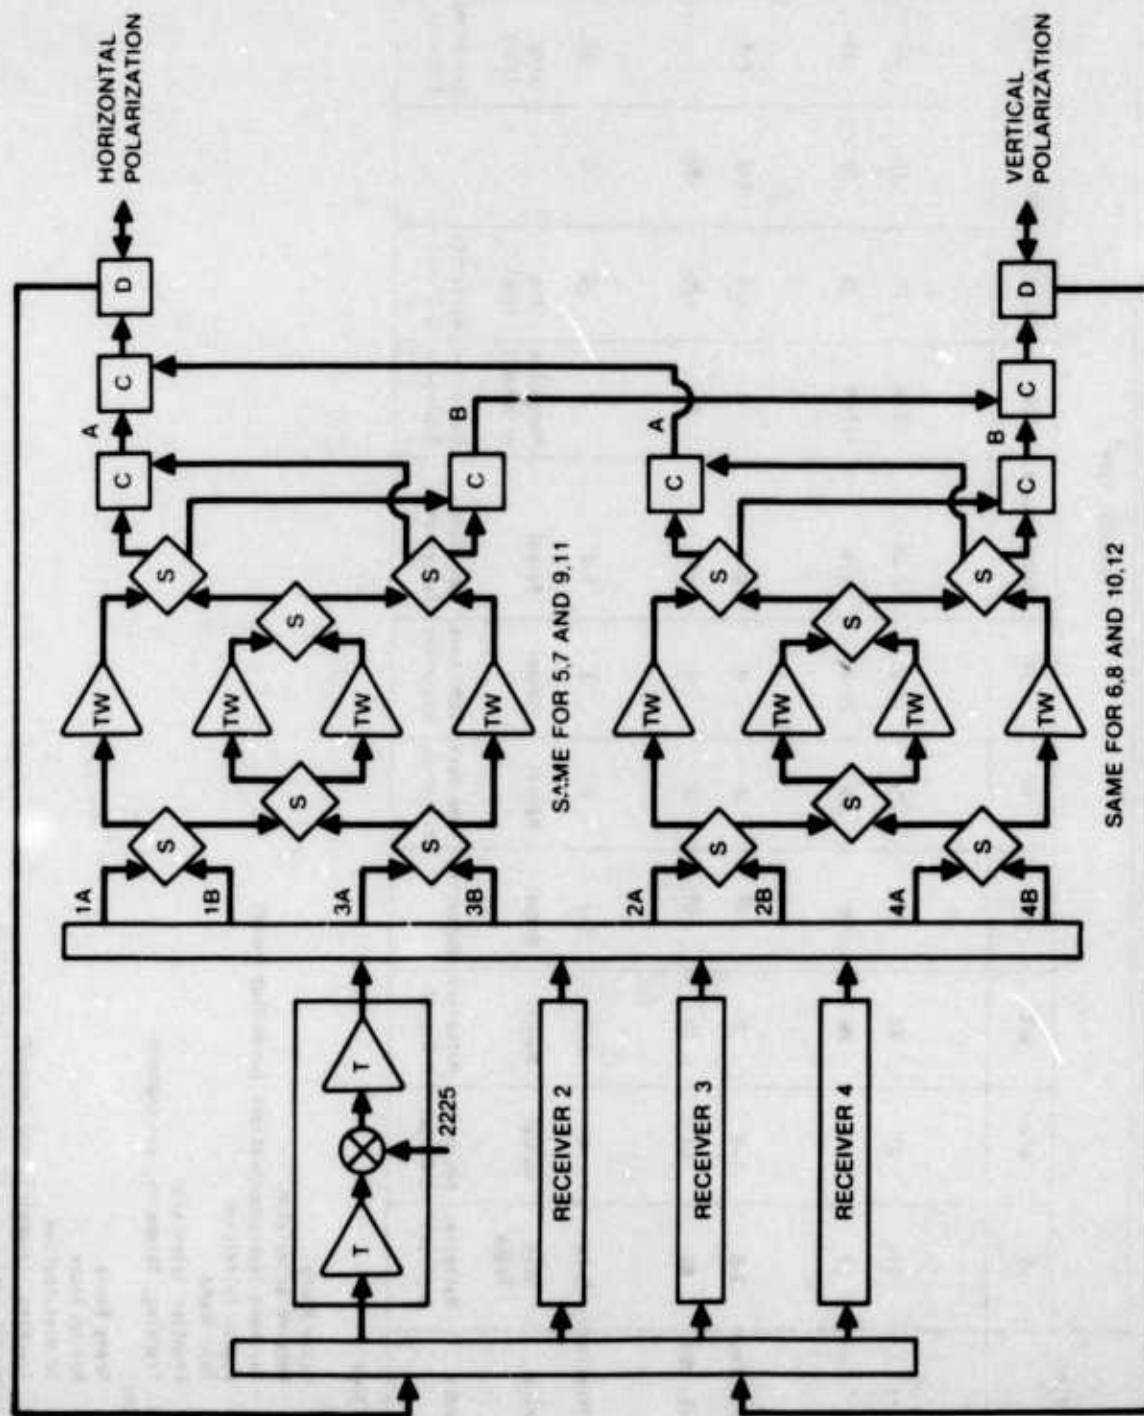 HORIZONTAL
POLARIZATION
D
C
A
C
S
TW
S
1A
1B
S
TW
S
TW
S
3A
3B
C
B
S
TW
SAME FOR 5,7 AND 9,11
T
T
2225
RECEIVER 2
RECEIVER 3
RECEIVER 4
A
C
S
TW
S
2A
2B
S
TW
S
TW
S
4A
4B
VERTICAL
POLARIZATION
D
C
B
C
S
TW
SAME FOR 6,8 AND 10,12